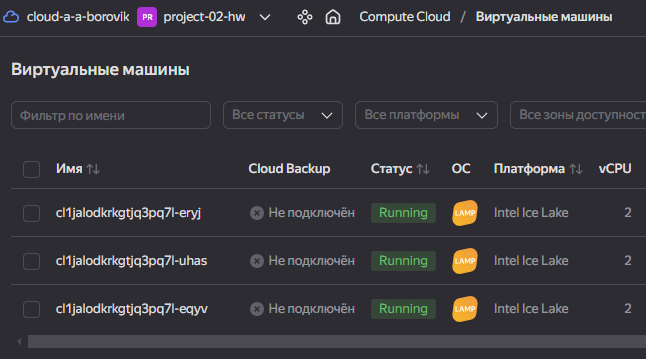 cloud-a-a-borovik PR project-02-hw Compute Cloud / Виртуальные машины
Виртуальные машины
Фильтр по имени Все статусы Все платформы Все зоны доступност
Имя Cloud Backup Статус ОС Платформа vCPU
cl1jalodkrkgtjq3pq7l-eryj Не подключён Running LAMP Intel Ice Lake 2
cl1jalodkrkgtjq3pq7l-uhas Не подключён Running LAMP Intel Ice Lake 2
cl1jalodkrkgtjq3pq7l-eqyv Не подключён Running LAMP Intel Ice Lake 2